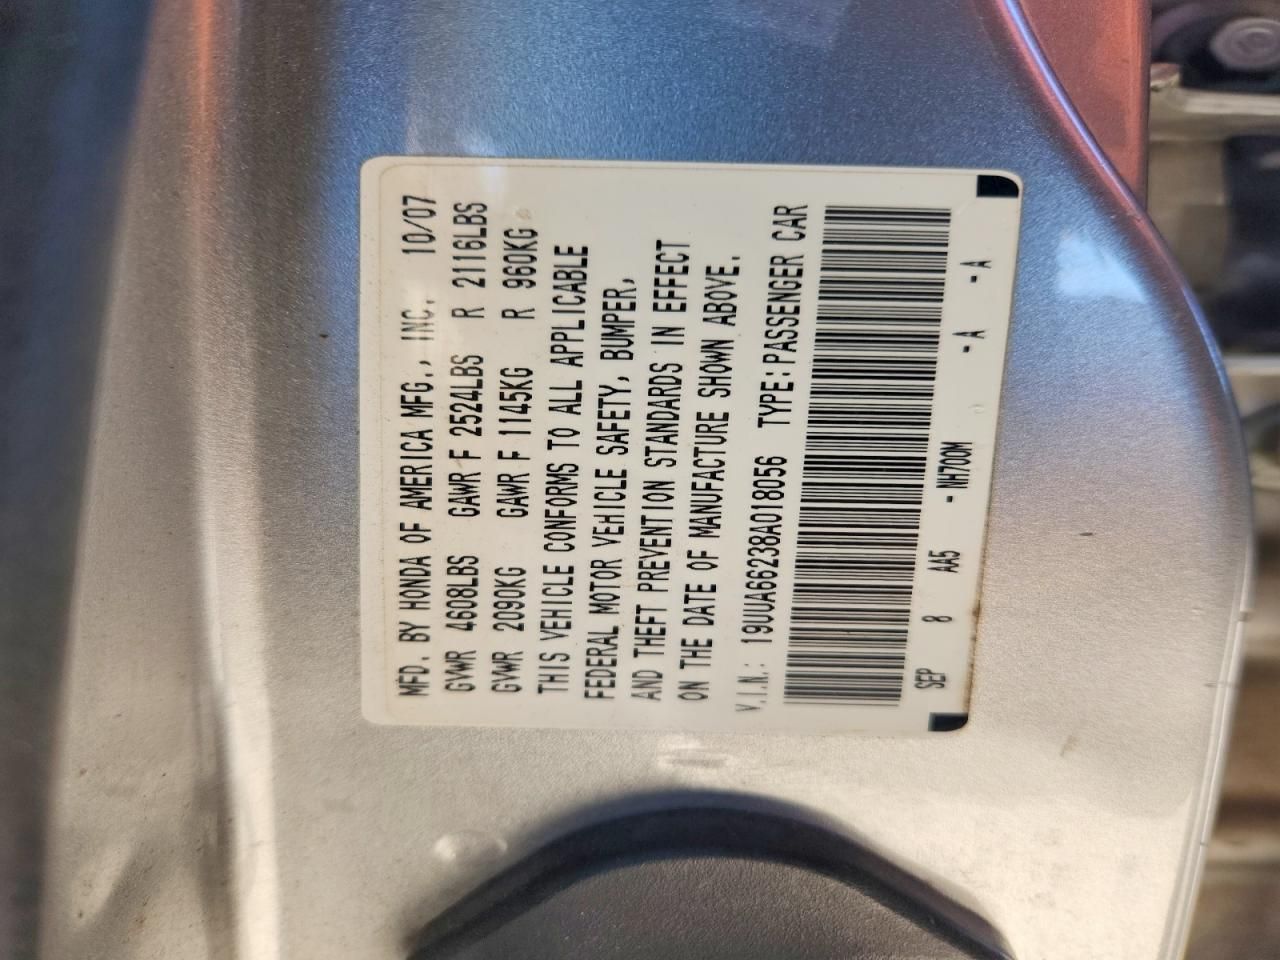 MFD. BY HONDA OF AMERICA MFG., INC. 10/07
GVWR 4608LBS GAWR F 2524LBS R 2116LBS
GVWR 2090KG GAWR F 1145KG R 960KG
THIS VEHICLE CONFORMS TO ALL APPLICABLE
FEDERAL MOTOR VEHICLE SAFETY, BUMPER,
AND THEFT PREVENTION STANDARDS IN EFFECT
ON THE DATE OF MANUFACTURE SHOWN ABOVE.
V.I.N.: 19UUA66238A018056 TYPE:PASSENGER CAR
SEP 8 AA5 - NH700M - A - A